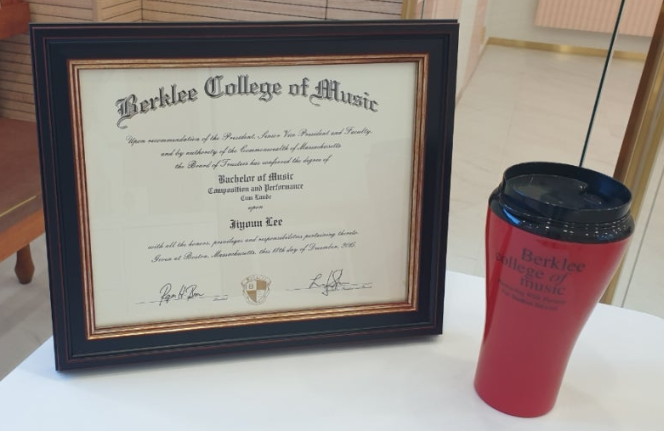 Berklee College of Music
Upon recommendation of the President, Senior Vice President and Faculty,
and by authority of the Commonwealth of Massachusetts
the Board of Trustees has conferred the degree of
Bachelor of Music
Composition and Performance
Cum Laude
upon
Jiyoun Lee
with all the honors, privileges and responsibilities pertaining thereto.
Given at Boston, Massachusetts, this 11th day of December,
Berklee
college of
music